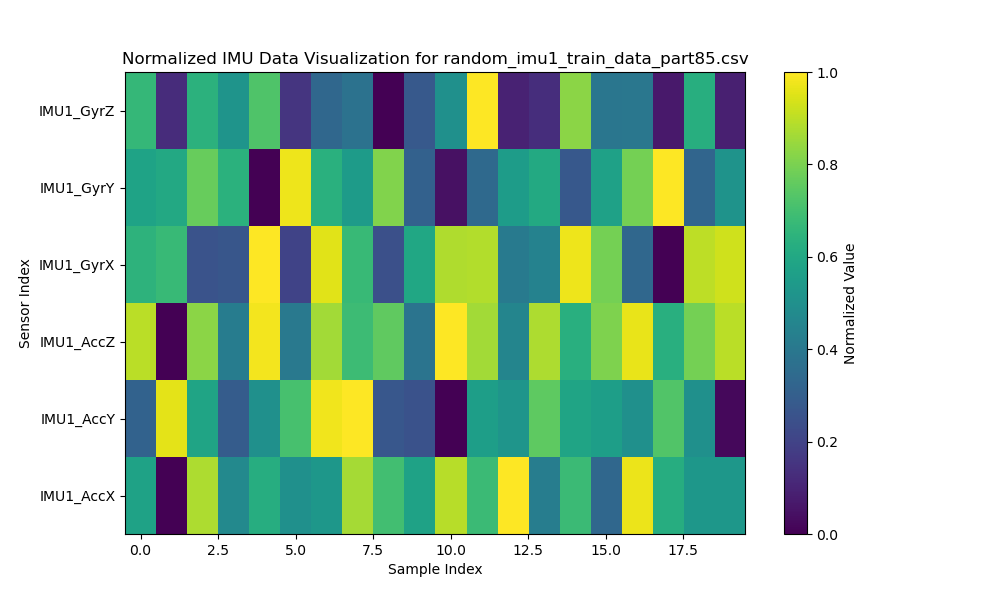 Normalized IMU Data Visualization for random_imu1_train_data_part85.csv
IMU1_GyrZ
IMU1_GyrY
IMU1_GyrX
IMU1_AccZ
IMU1_AccY
IMU1_AccX
Sensor Index
0.0
2.5
5.0
7.5
10.0
12.5
15.0
17.5
Sample Index
1.0
0.8
0.6
0.4
0.2
0.0
Normalized Value